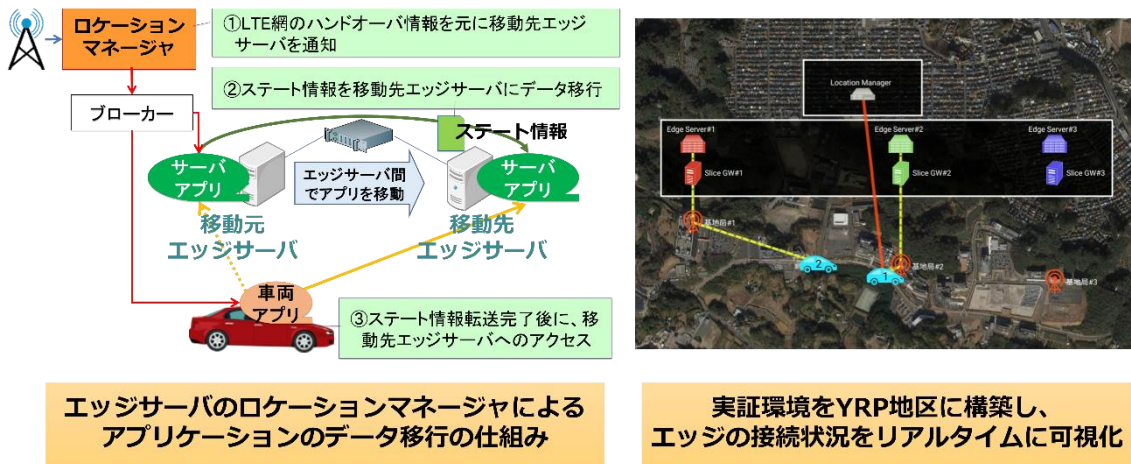 ロケーション
マネージャ
①LTE網のハンドオーバ情報を元に移動先エッジ
サーバを通知
②ステート情報を移動先エッジサーバにデータ移行
ブローカー
ステート情報
サーバ
アプリ
エッジサーバ間
でアプリを移動
サーバ
アプリ
移動元
エッジサーバ
移動先
エッジサーバ
車両
アプリ
③ステート情報転送完了後に、移
動先エッジサーバへのアクセス
エッジサーバのロケーションマネージャによる
アプリケーションのデータ移行の仕組み
Location Manager
Edge Server#1
Edge Server#2
Edge Server#3
Slice GW#1
Slice GW#2
Slice GW#3
基地局#1
2
1
基地局#2
基地局#3
実証環境をYRP地区に構築し、
エッジの接続状況をリアルタイムに可視化